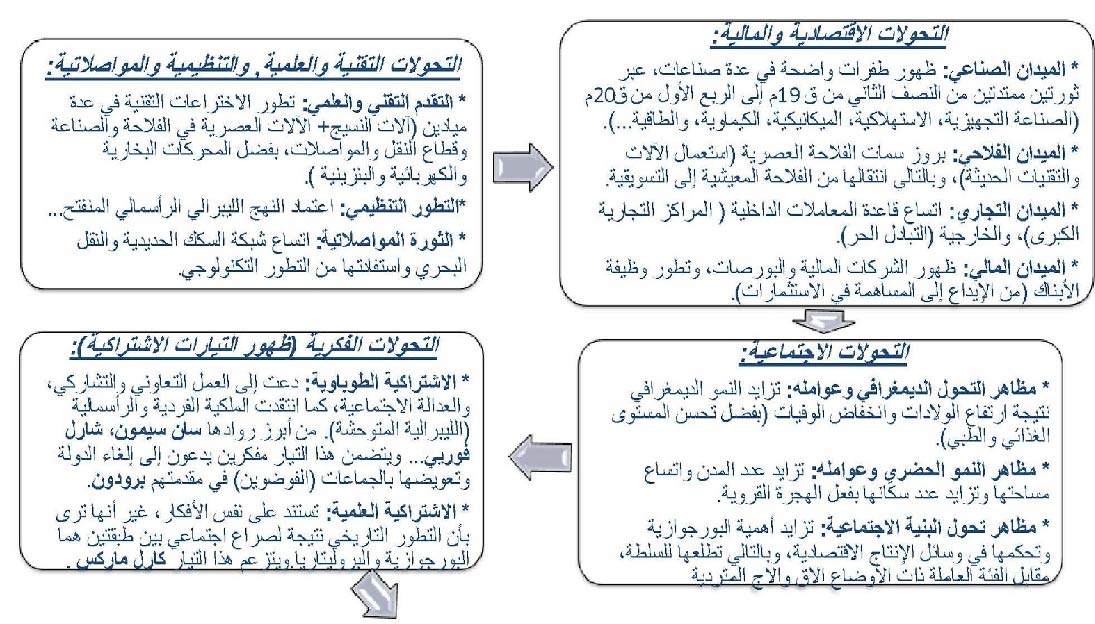 التحولات التقنية والعلمية, والتنظيمية والمواصلاتية:
* التقدم التقني والعلمي: تطور الاختراعات التقنية في عدة
ميادين (آلات النسيج+ الآلات العصرية في الفلاحة والصناعة
وقطاع النقل والمواصلات، بفضل المحركات البخارية
والكهربائية والبنزينية ).
*التطور التنظيمي: اعتماد النهج الليبرالي الرأسمالي المنفتح...
* الثورة المواصلاتية: اتساع شبكة السكك الحديدية والنقل
البحري واستفادتها من التطور التكنولوجي.
التحولات الاقتصادية والمالية:
* الميدان الصناعي: ظهور طفرات واضحة في عدة صناعات، عبر
ثورتين ممتدتين من النصف الثاني من ق19م إلى الربع الأول من ق20م
(الصناعة التجهيزية، الاستهلاكية، الميكانيكية، الكيماوية، والطاقية...).
* الميدان الفلاحي: بروز سمات الفلاحة العصرية (استعمال الآلات
والتقنيات الحديثة)، وبالتالي انتقالها من الفلاحة المعيشية إلى التسويقية.
* الميدان التجاري: اتساع قاعدة المعاملات الداخلية ( المراكز التجارية
الكبرى)، والخارجية (التبادل الحر).
* الميدان المالي: ظهور الشركات المالية والبورصات، وتطور وظيفة
الأبناك (من الإيداع إلى المساهمة في الاستثمارات).
التحولات الاجتماعية:
* مظاهر التحول الديمغرافي وعوامله: تزايد النمو الديمغرافي
نتيجة ارتفاع الولادات وانخفاض الوفيات (بفضل تحسن المستوى
الغذائي والطبي).
* مظاهر النمو الحضري وعوامله: تزايد عدد المدن واتساع
مساحتها وتزايد عدد سكانها بفعل الهجرة القروية.
* مظاهر تحول البنية الاجتماعية: تزايد أهمية البورجوازية
وتحكمها في وسائل الإنتاج الاقتصادية، وبالتالي تطلعها للسلطة،
مقابل الفئة العاملة ذات الأوضاع الاق والاج المتردية
التحولات الفكرية (ظهور التيارات الاشتراكية):
* الاشتراكية الطوباوية: دعت إلى العمل التعاوني والتشاركي،
والعدالة الاجتماعية، كما انتقدت الملكية الفردية والرأسمالية
(الليبرالية المتوحشة). من أبرز روادها سان سيمون، شارل
فوريي... ويتضمن هذا التيار مفكرين يدعون إلى إلغاء الدولة
وتعويضها بالجماعات (الفوضوين) في مقدمتهم برودون.
* الاشتراكية العلمية: تستند على نفس الأفكار، غير أنها ترى
بأن التطور التاريخي نتيجة لصراع اجتماعي بين طبقتين هما
البورجوازية والبروليتاريا.ويتزعم هذا التيار كارل ماركس .